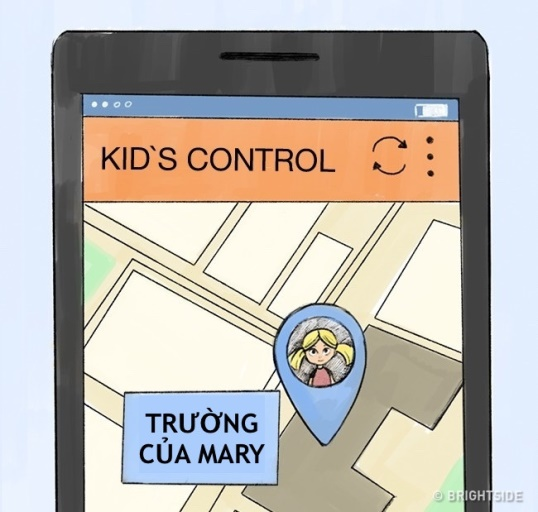 KID`S CONTROL
TRƯỜNG
CỦA MARY
© BRIGHTSIDE